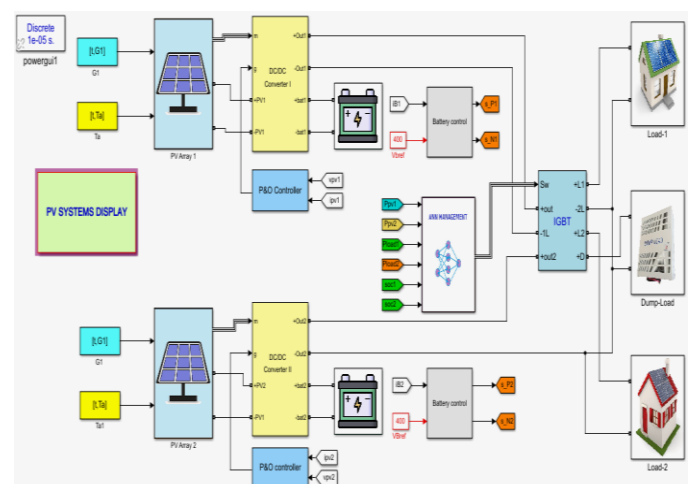 Discrete
1e-05 s.
powergui1
[t,G1]
G1
[t,Ta]
Ta
PV Array 1
m
g
+PV1
-PV1
DC/DC
Converter I
+Out1
-Out1
+bat1
-bat1
P&O Controller
vpv1
ipv1
iB1
400
Vbref
Battery control
s_P1
s_N1
Load-1
PV SYSTEMS DISPLAY
Ppv1
Ppv2
Pload1
Pload2
soc1
soc2
ANN MANAGEMENT
Sw
+out
-1L
+out2
IGBT
+L1
-2L
+L2
+D
Dump-Load
[t,G1]
G1
[t,Ta]
Ta1
PV Array 2
m
g
+PV2
-PV1
DC/DC
Converter II
+Out2
-Out2
+bat2
-bat2
P&O controller
ipv2
vpv2
iB2
400
VBref
Battery control
s_P2
s_N2
Load-2